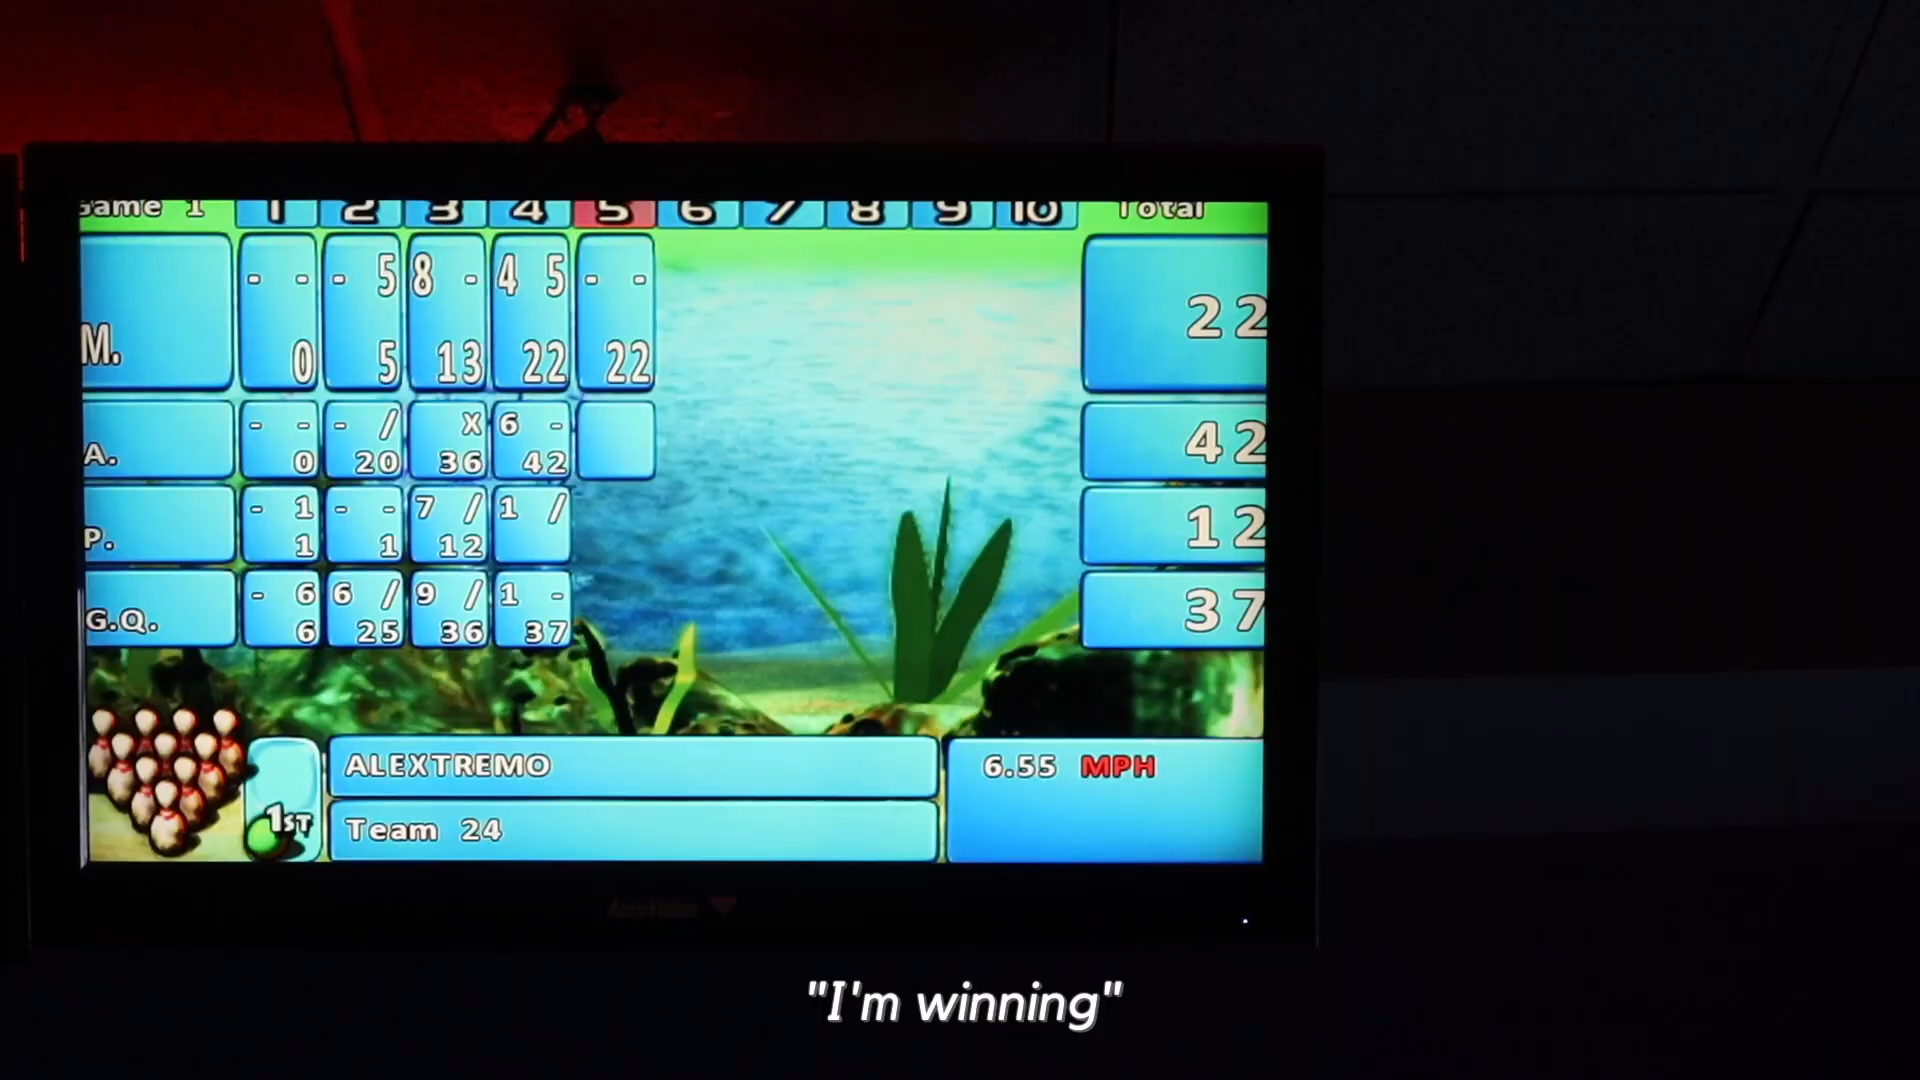 Game 1 1 2 3 4 5 6 7 8 9 10 Total
- - - 5 8 - 4 5 - -
M. 0 5 13 22 22 22
- - - / X 6 -
A. 0 20 36 42 42
- 1 - - 7 / 1 /
P. 1 1 12 12
- 6 6 / 9 / 1 -
G.Q. 6 25 36 37 37
ALEXTREMO 6.55 MPH
1ST
Team 24
AccuVision
"I'm winning"